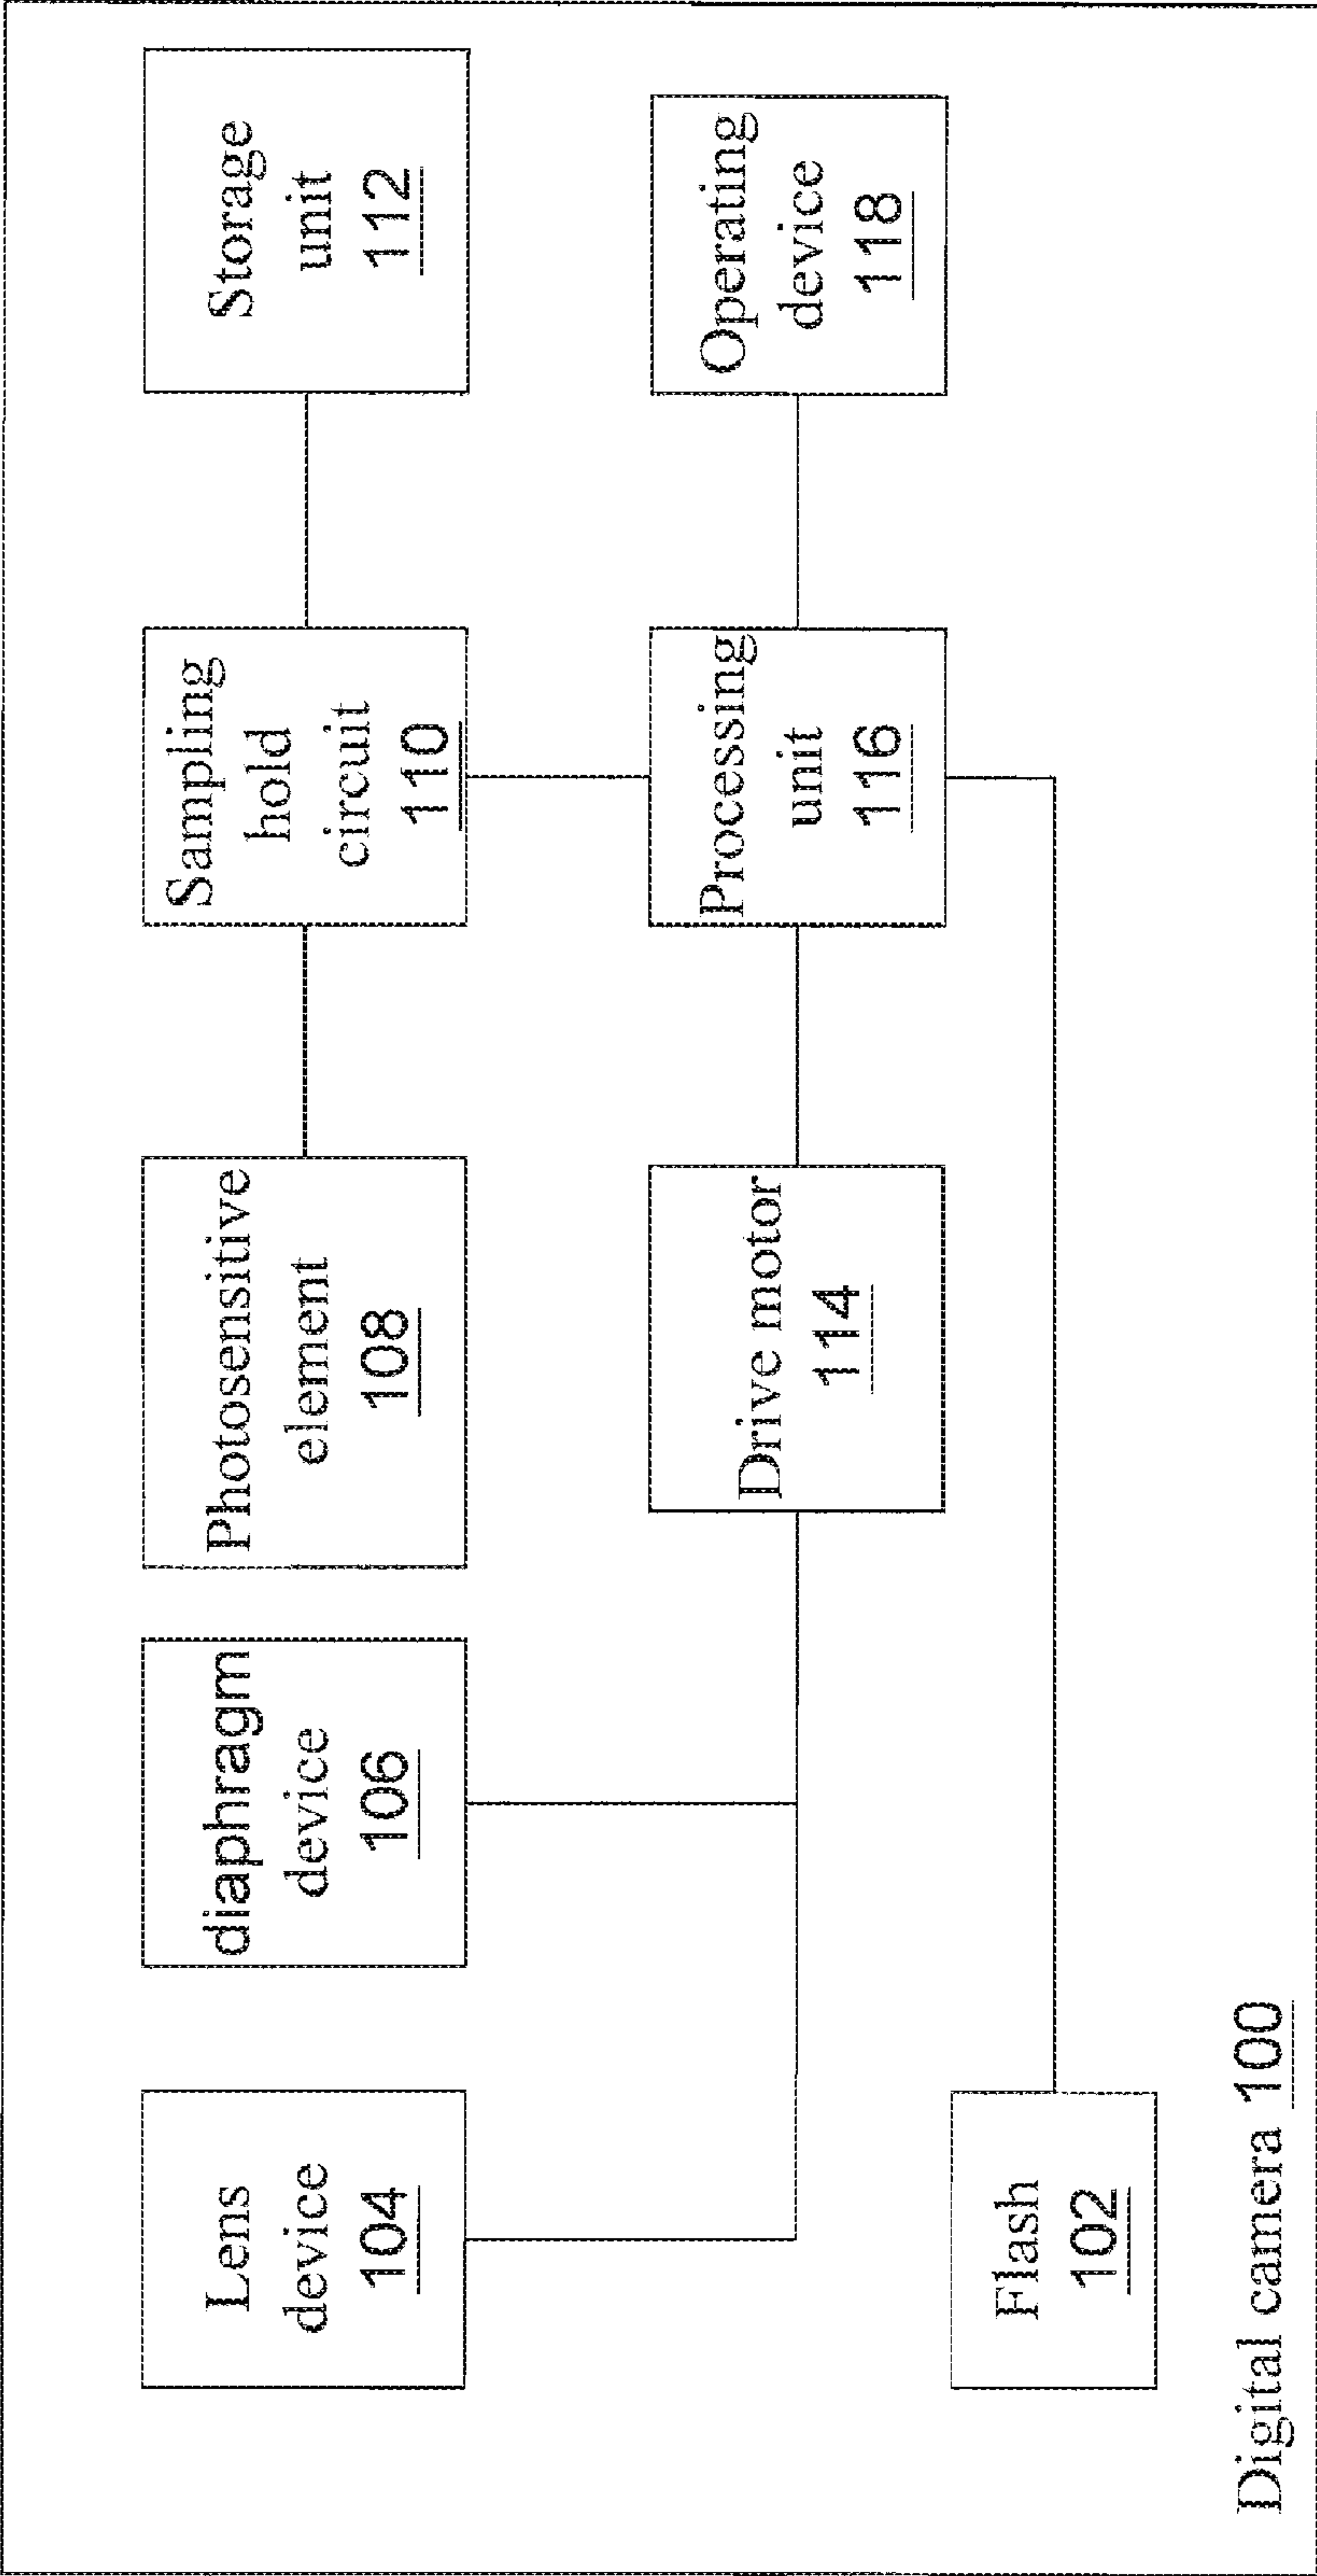 Lens
device
104
diaphragm
device
106
Photosensitive
element
108
Sampling
hold
circuit
110
Storage
unit
112
Drive motor
114
Processing
unit
116
Operating
device
118
Flash
102
Digital camera 100